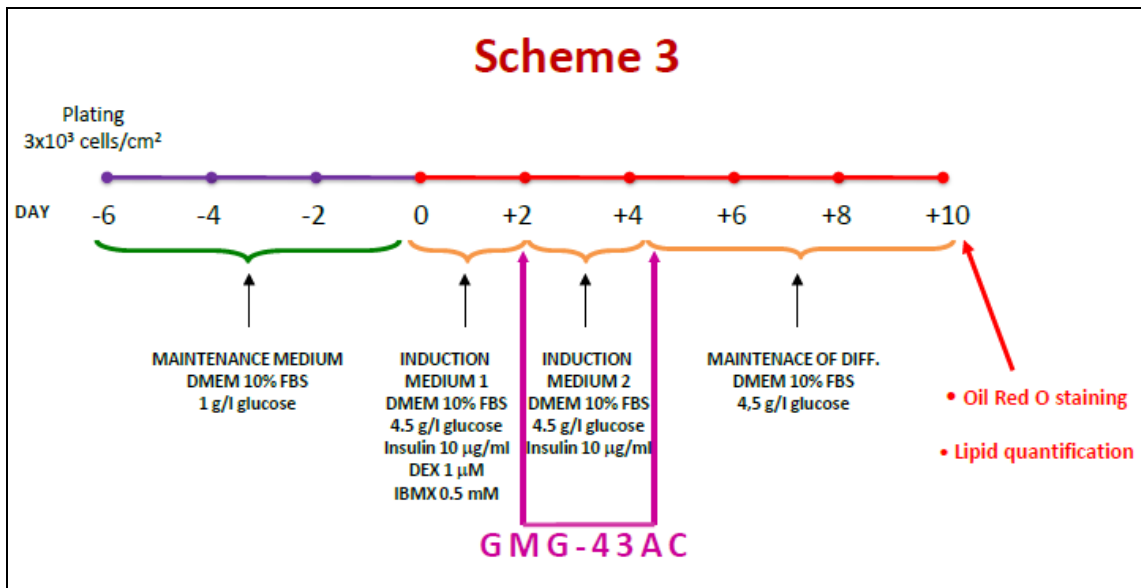 Scheme 3
Plating
3x10³ cells/cm²
DAY -6 -4 -2 0 +2 +4 +6 +8 +10
MAINTENANCE MEDIUM
DMEM 10% FBS
1 g/l glucose
INDUCTION
MEDIUM 1
DMEM 10% FBS
4.5 g/l glucose
Insulin 10 μg/ml
DEX 1 μM
IBMX 0.5 mM
INDUCTION
MEDIUM 2
DMEM 10% FBS
4.5 g/l glucose
Insulin 10 μg/ml
MAINTENACE OF DIFF.
DMEM 10% FBS
4,5 g/l glucose
• Oil Red O staining
• Lipid quantification
GMG-43AC